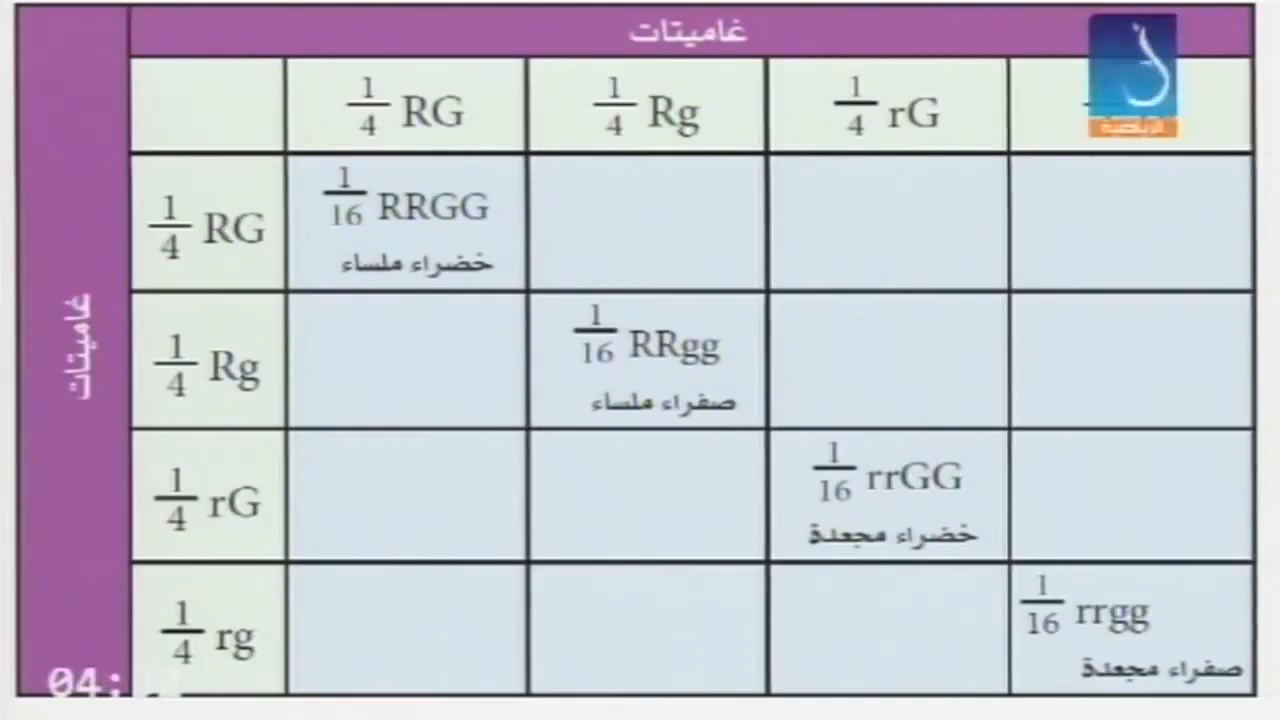 غاميتات
1/4 RG
1/4 Rg
1/4 rG
الرياضية
غاميتات
1/4 RG
1/16 RRGG
خضراء ملساء
1/4 Rg
1/16 RRgg
صفراء ملساء
1/4 rG
1/16 rrGG
خضراء مجعدة
1/4 rg
1/16 rrgg
صفراء مجعدة
04: